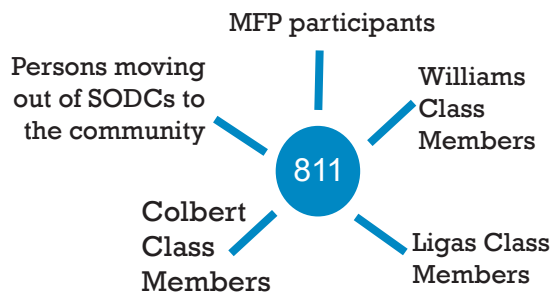 MFP participants
Persons moving
out of SODCs to
the community
Williams
Class
Members
811
Colbert
Class
Members
Ligas Class
Members